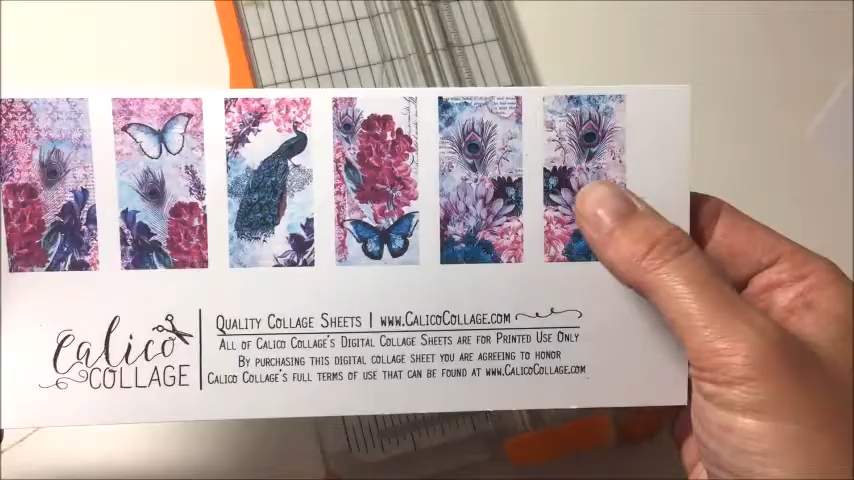 Calico
COLLAGE
QUALITY COLLAGE SHEETS | WWW.CALICOCOLLAGE.COM
ALL OF CALICO COLLAGE'S DIGITAL COLLAGE SHEETS ARE FOR PRINTED USE ONLY
BY PURCHASING THIS DIGITAL COLLAGE SHEET YOU ARE AGREEING TO HONOR
CALICO COLLAGE'S FULL TERMS OF USE THAT CAN BE FOUND AT WWW.CALICOCOLLAGE.COM